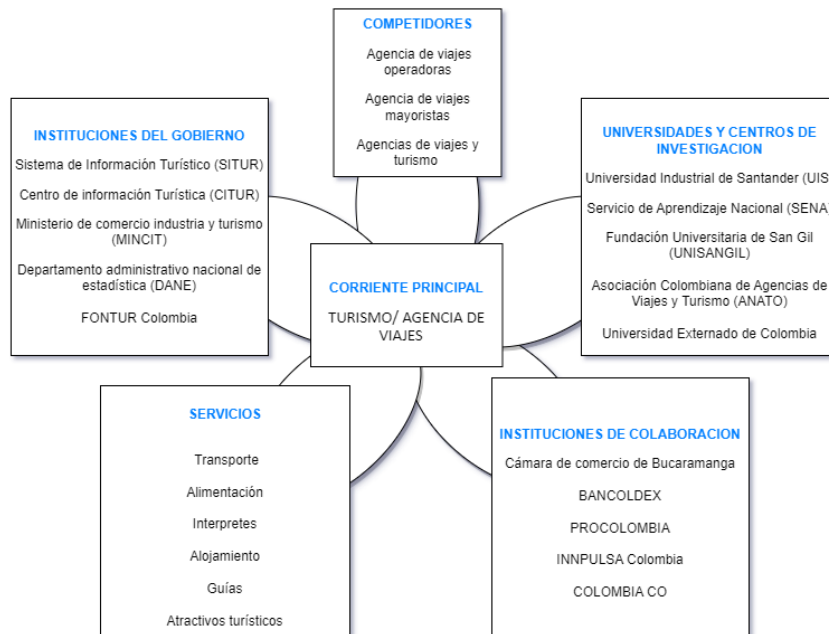 COMPETIDORES
Agencia de viajes
operadoras
Agencia de viajes
mayoristas
Agencias de viajes y
turismo
INSTITUCIONES DEL GOBIERNO
Sistema de Información Turístico (SITUR)
Centro de información Turística (CITUR)
Ministerio de comercio industria y turismo
(MINCIT)
Departamento administrativo nacional de
estadística (DANE)
FONTUR Colombia
UNIVERSIDADES Y CENTROS DE
INVESTIGACION
Universidad Industrial de Santander (UIS
Servicio de Aprendizaje Nacional (SENA)
Fundación Universitaria de San Gil
(UNISANGIL)
Asociación Colombiana de Agencias de
Viajes y Turismo (ANATO)
Universidad Externado de Colombia
CORRIENTE PRINCIPAL
TURISMO/ AGENCIA DE
VIAJES
SERVICIOS
Transporte
Alimentación
Interpretes
Alojamiento
Guías
Atractivos turísticos
INSTITUCIONES DE COLABORACION
Cámara de comercio de Bucaramanga
BANCOLDEX
PROCOLOMBIA
INNPULSA Colombia
COLOMBIA CO